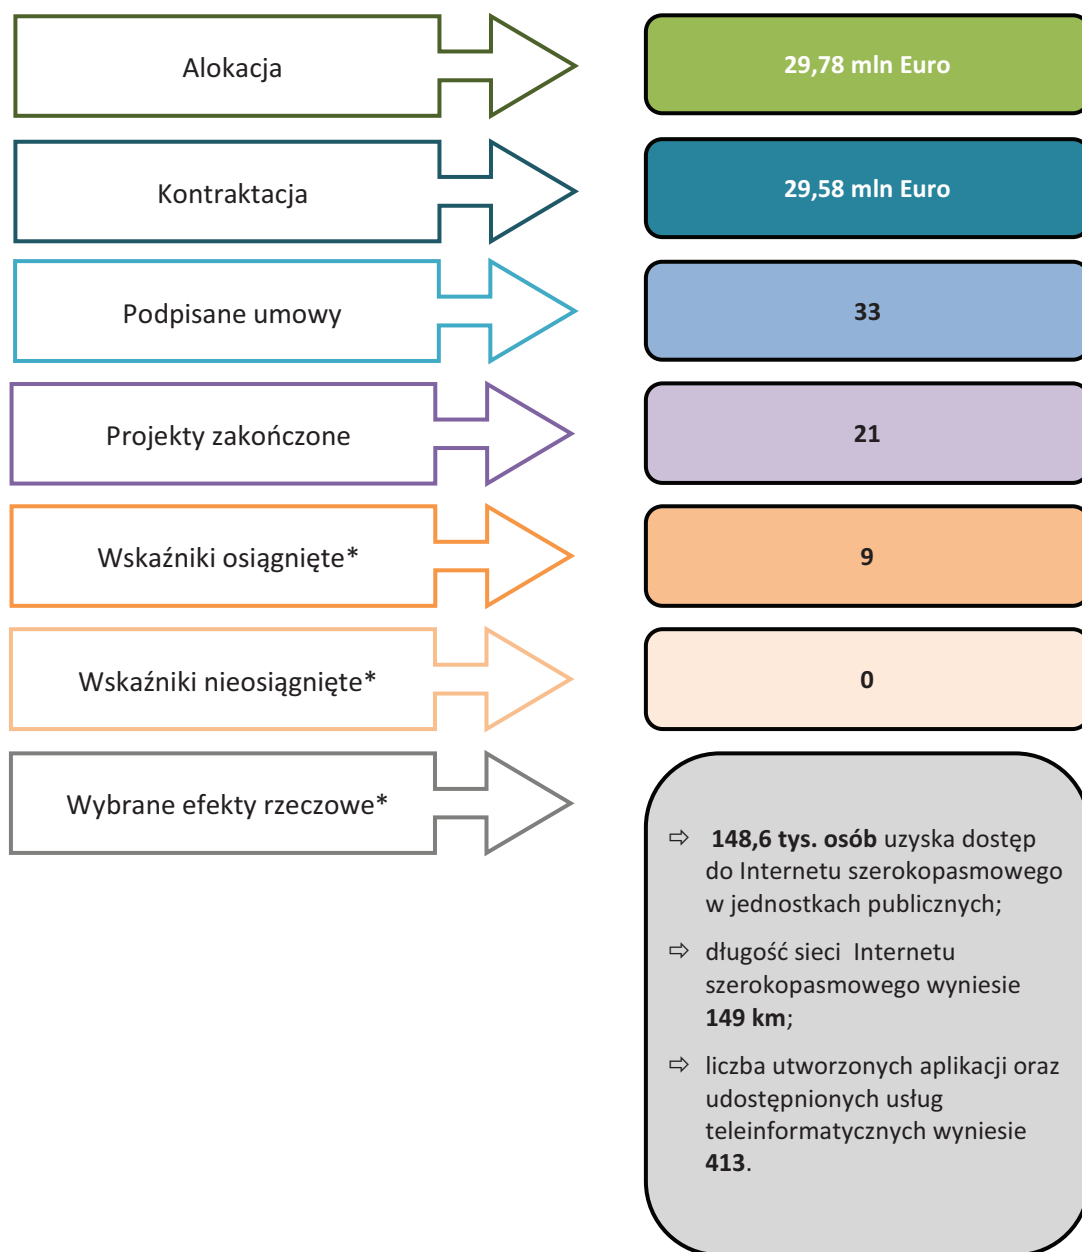 Alokacja
29,78 mln Euro
Kontraktacja
29,58 mln Euro
Podpisane umowy
33
Projekty zakończone
21
Wskaźniki osiągnięte*
9
Wskaźniki nieosiągnięte*
0
Wybrane efekty rzeczowe*
⇨ 148,6 tys. osób uzyska dostęp
do Internetu szerokopasmowego
w jednostkach publicznych;
⇨ długość sieci Internetu
szerokopasmowego wyniesie
149 km;
⇨ liczba utworzonych aplikacji oraz
udostępnionych usług
teleinformatycznych wyniesie
413.